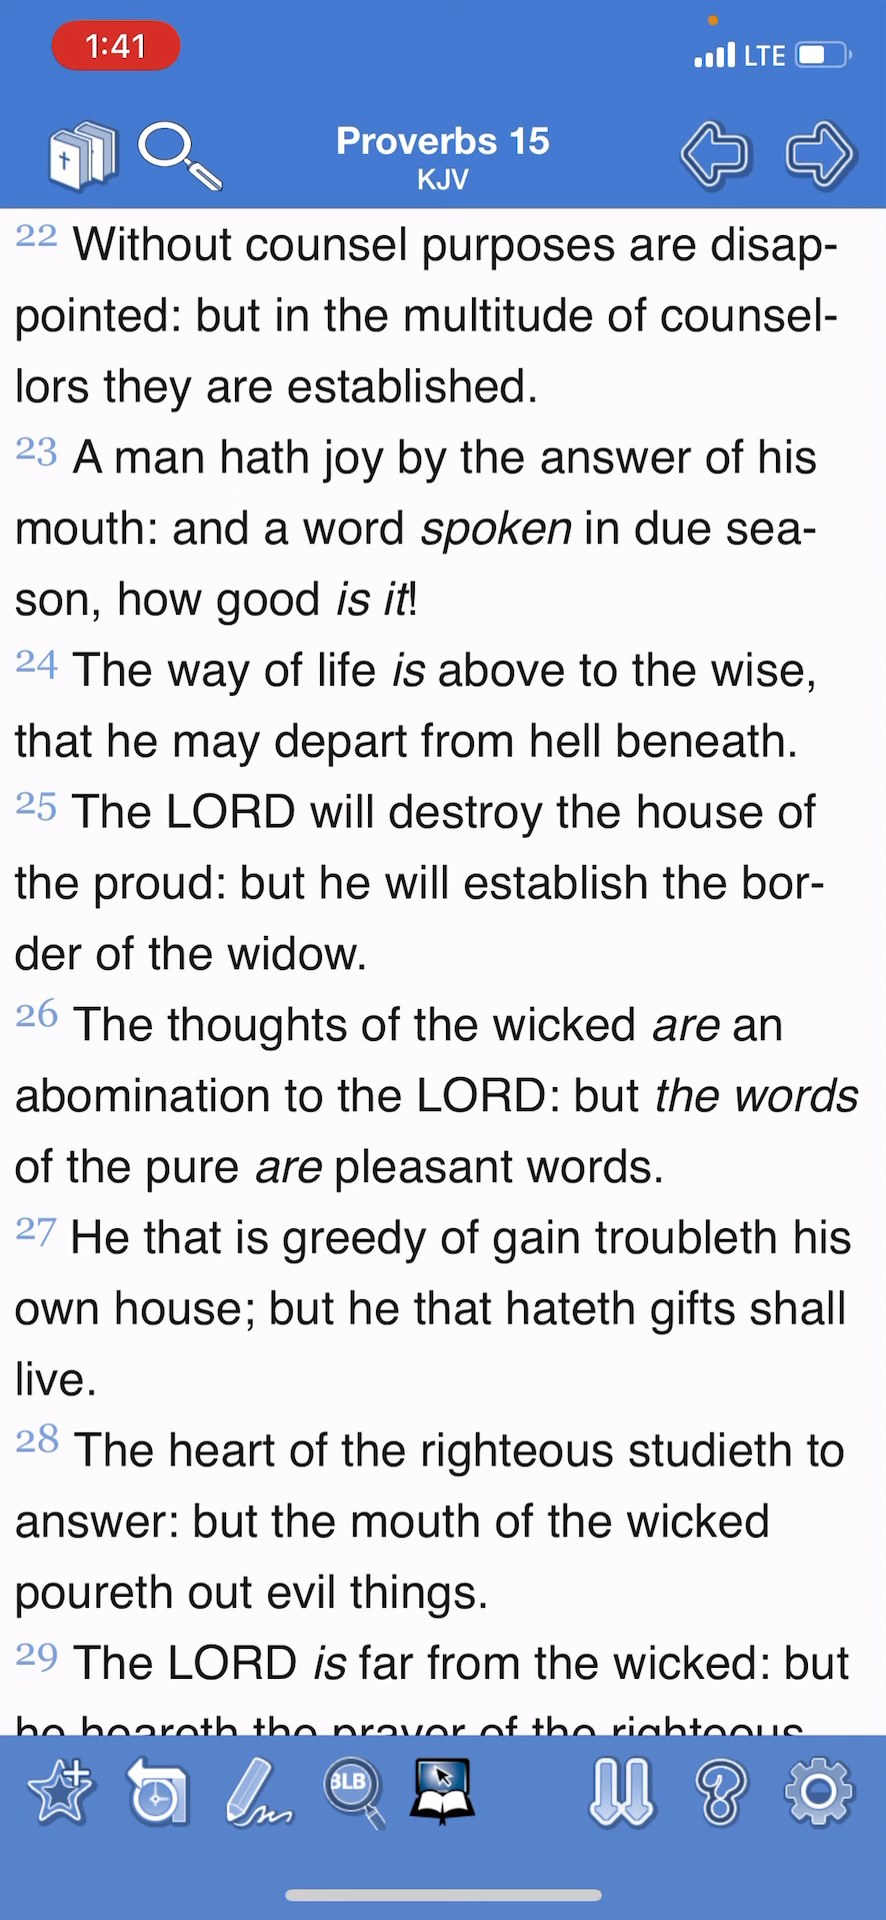 1:41
LTE
Proverbs 15
KJV
22 Without counsel purposes are disap-
pointed: but in the multitude of counsel-
lors they are established.
23 A man hath joy by the answer of his
mouth: and a word spoken in due sea-
son, how good is it!
24 The way of life is above to the wise,
that he may depart from hell beneath.
25 The LORD will destroy the house of
the proud: but he will establish the bor-
der of the widow.
26 The thoughts of the wicked are an
abomination to the LORD: but the words
of the pure are pleasant words.
27 He that is greedy of gain troubleth his
own house; but he that hateth gifts shall
live.
28 The heart of the righteous studieth to
answer: but the mouth of the wicked
poureth out evil things.
29 The LORD is far from the wicked: but
he heareth the prayer of the righteous
BLB